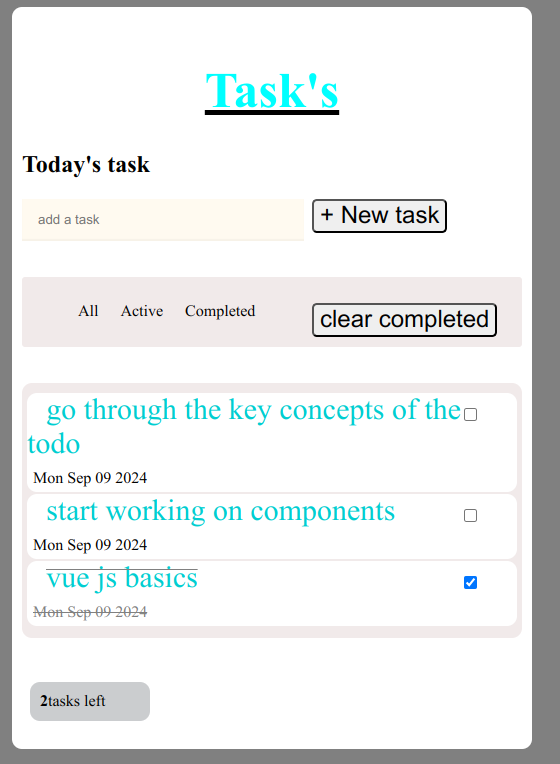 Task's
Today's task
add a task
+ New task
All Active Completed
clear completed
go through the key concepts of the
todo
Mon Sep 09 2024
start working on components
Mon Sep 09 2024
vue js basics
Mon Sep 09 2024
2tasks left